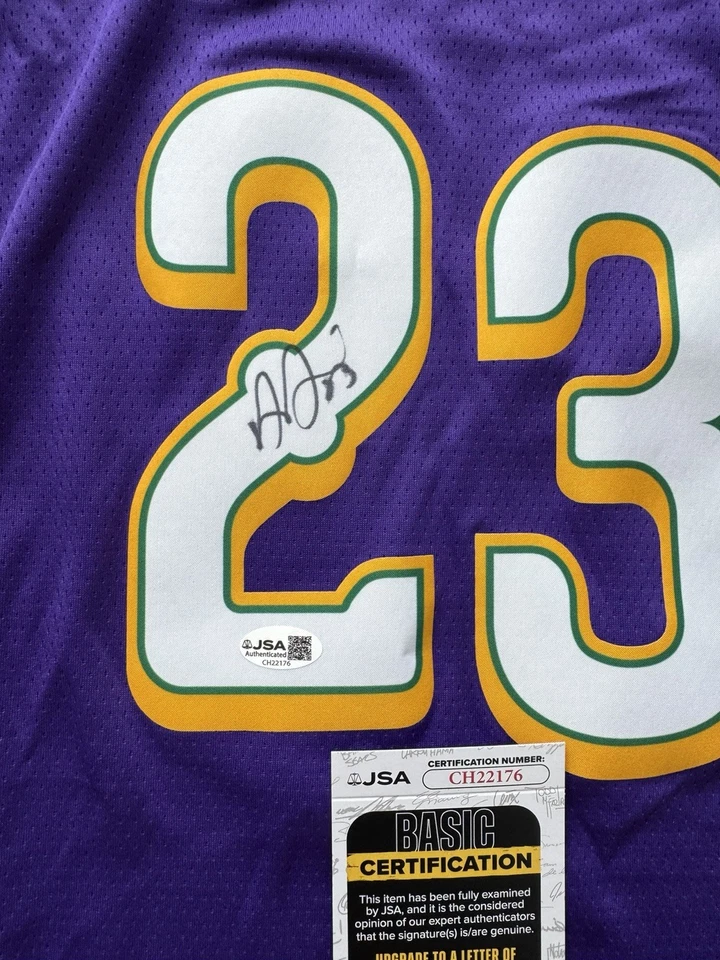 23
23
JSA
Authenticated
CH22176
JSA
CERTIFICATION NUMBER:
CH22176
BASIC
CERTIFICATION
This item has been fully examined
by JSA, and it is the considered
opinion of our expert authenticators
that the signature(s) is/are genuine.
UPGRADE TO A LETTER OF